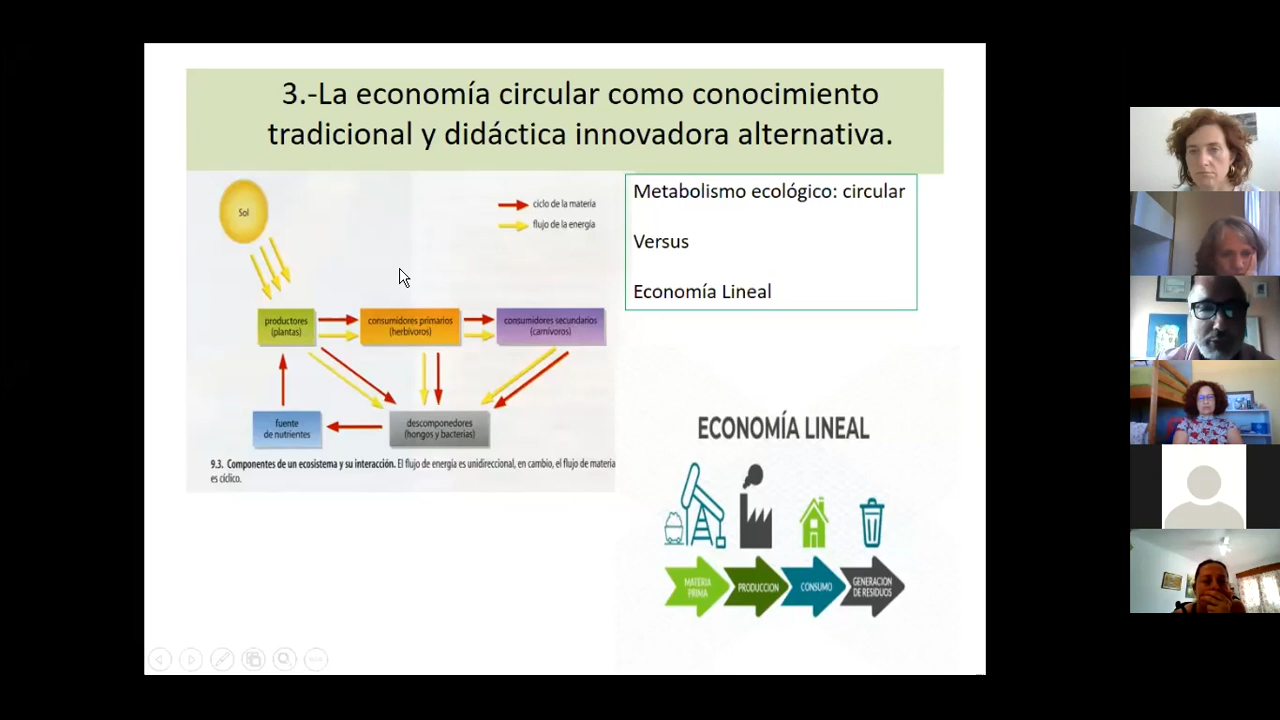 3.-La economía circular como conocimiento
tradicional y didáctica innovadora alternativa.
Sol
ciclo de la materia
flujo de la energía
productores
(plantas)
consumidores primarios
(herbívoros)
consumidores secundarios
(carnívoros)
fuente
de nutrientes
descomponedores
(hongos y bacterias)
9.3. Componentes de un ecosistema y su interacción. El flujo de energía es unidireccional, en cambio, el flujo de materia
es cíclico.
Metabolismo ecológico: circular
Versus
Economía Lineal
ECONOMÍA LINEAL
MATERIA
PRIMA
PRODUCCION
CONSUMO
GENERACION
DE RESIDUOS